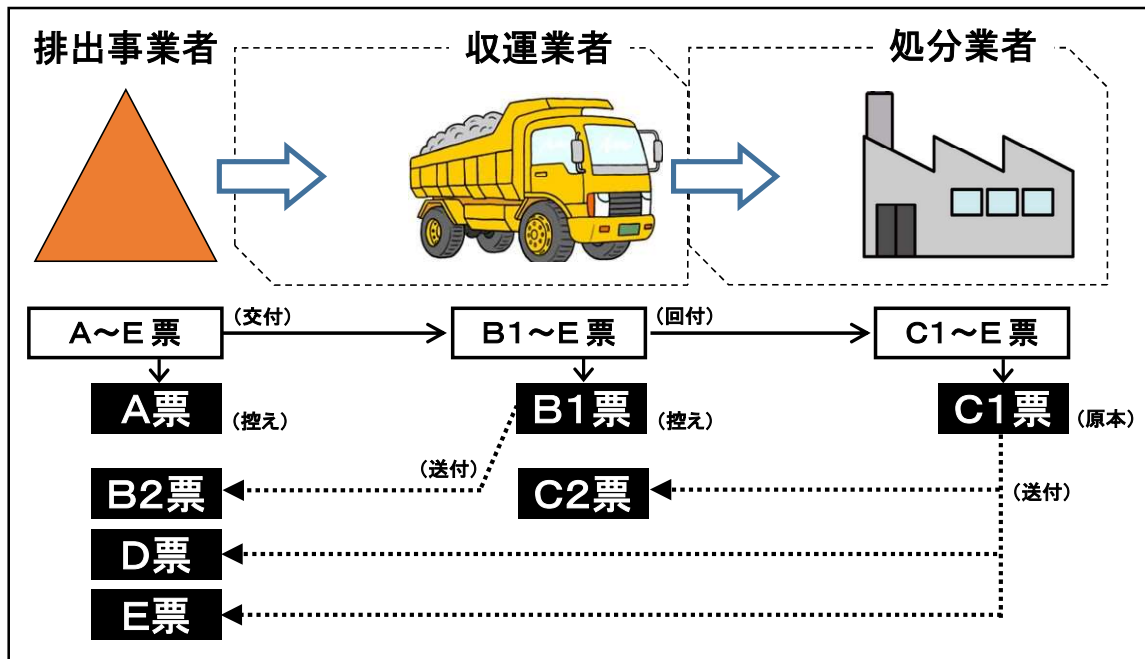 排出事業者
収運業者
処分業者
A～E 票
（交付）
B1～E 票
（回付）
C1～E 票
A票
（控え）
B1票
（控え）
C1票
（原本）
（送付）
B2票
C2票
（送付）
D票
E票